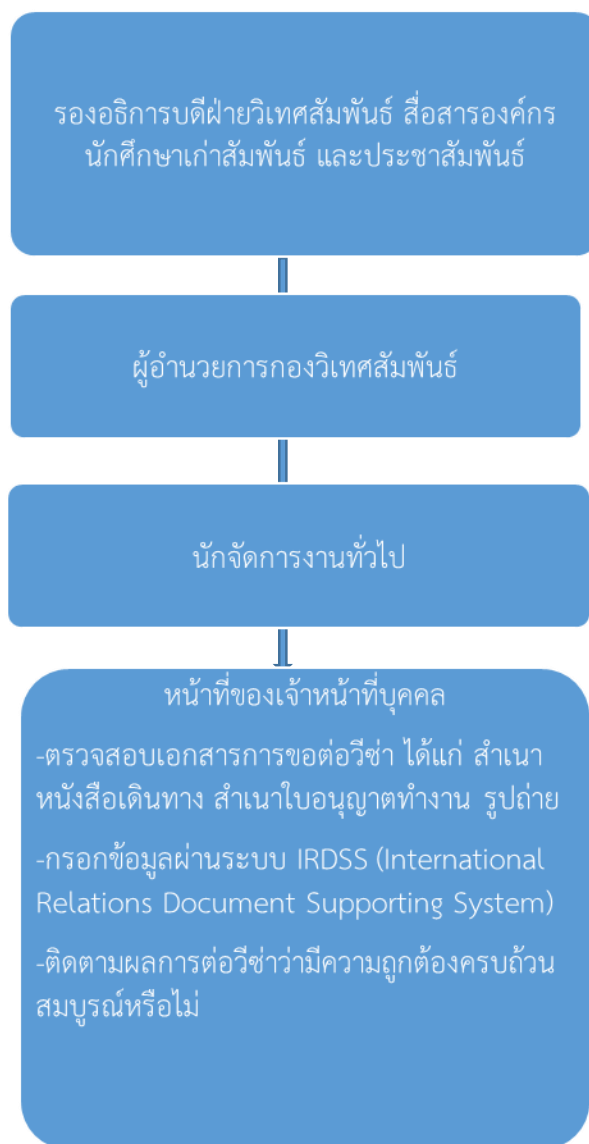 รองอธิการบดีฝ่ายวิเทศสัมพันธ์ สื่อสารองค์กร
นักศึกษาเก่าสัมพันธ์ และประชาสัมพันธ์
ผู้อำนวยการกองวิเทศสัมพันธ์
นักจัดการงานทั่วไป
หน้าที่ของเจ้าหน้าที่บุคคล
-ตรวจสอบเอกสารการขอต่อวีซ่า ได้แก่ สำเนา
หนังสือเดินทาง สำเนาใบอนุญาตทำงาน รูปถ่าย
-กรอกข้อมูลผ่านระบบ IRDSS (International
Relations Document Supporting System)
-ติดตามผลการต่อวีซ่าว่ามีความถูกต้องครบถ้วน
สมบูรณ์หรือไม่